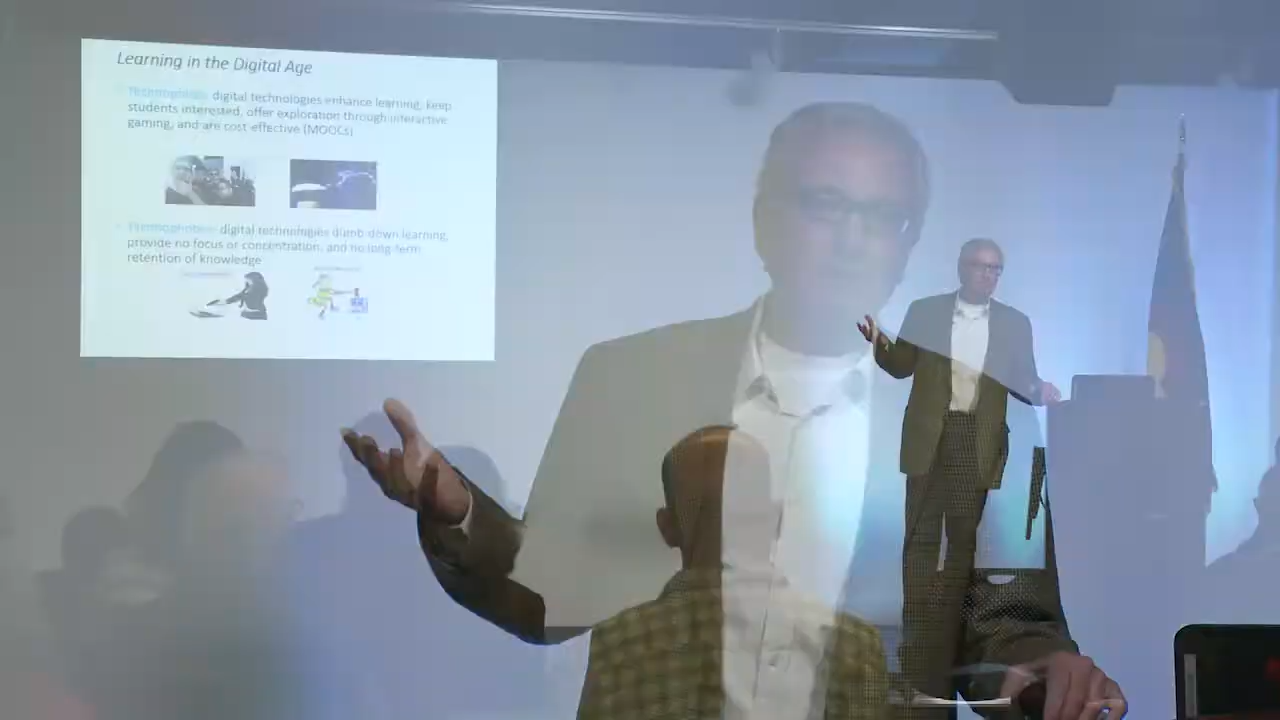 Learning in the Digital Age
digital technologies enhance learning, keep
students interested, offer exploration through interactive
gaming, and are cost effective (MOOCs)
digital technologies dumb down learning,
provide no focus or concentration, and no long-term
retention of knowledge